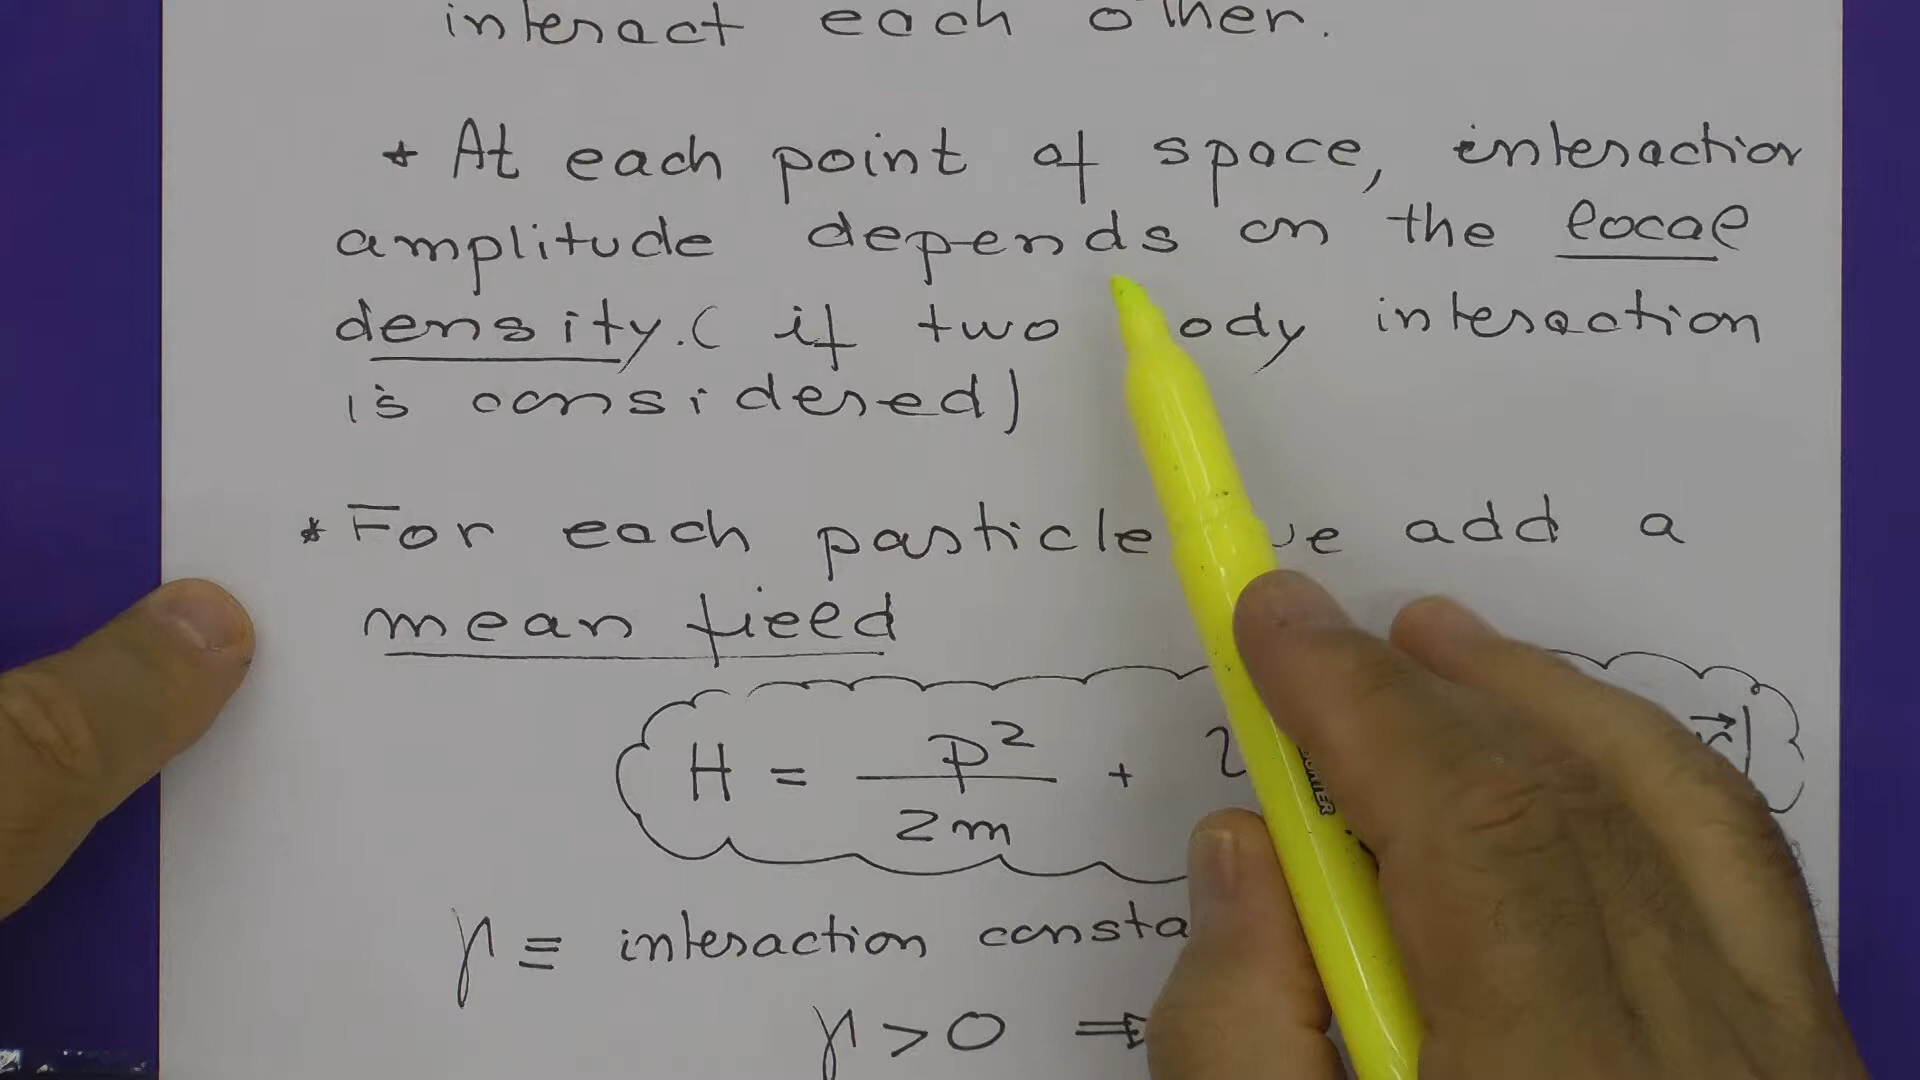 interact each other.
* At each point of space, interaction
amplitude depends on the local
density. ( if two body interaction
is considered)
* For each particle we add a
mean field
H = p²/2m +
γ ≡ interaction
γ > 0 ⇒